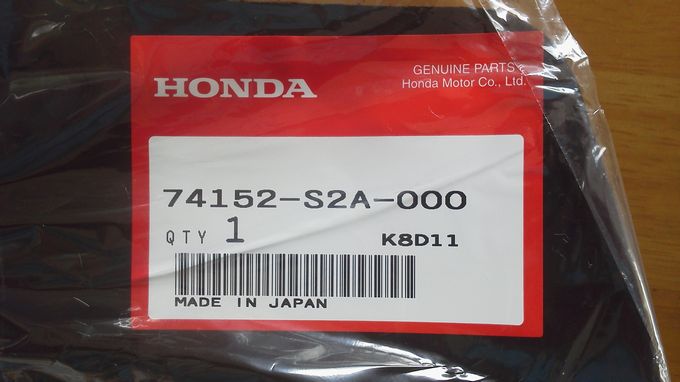 HONDA
GENUINE PARTS
Honda Motor Co., Ltd.
74152-S2A-000
QTY 1 K8D11
MADE IN JAPAN